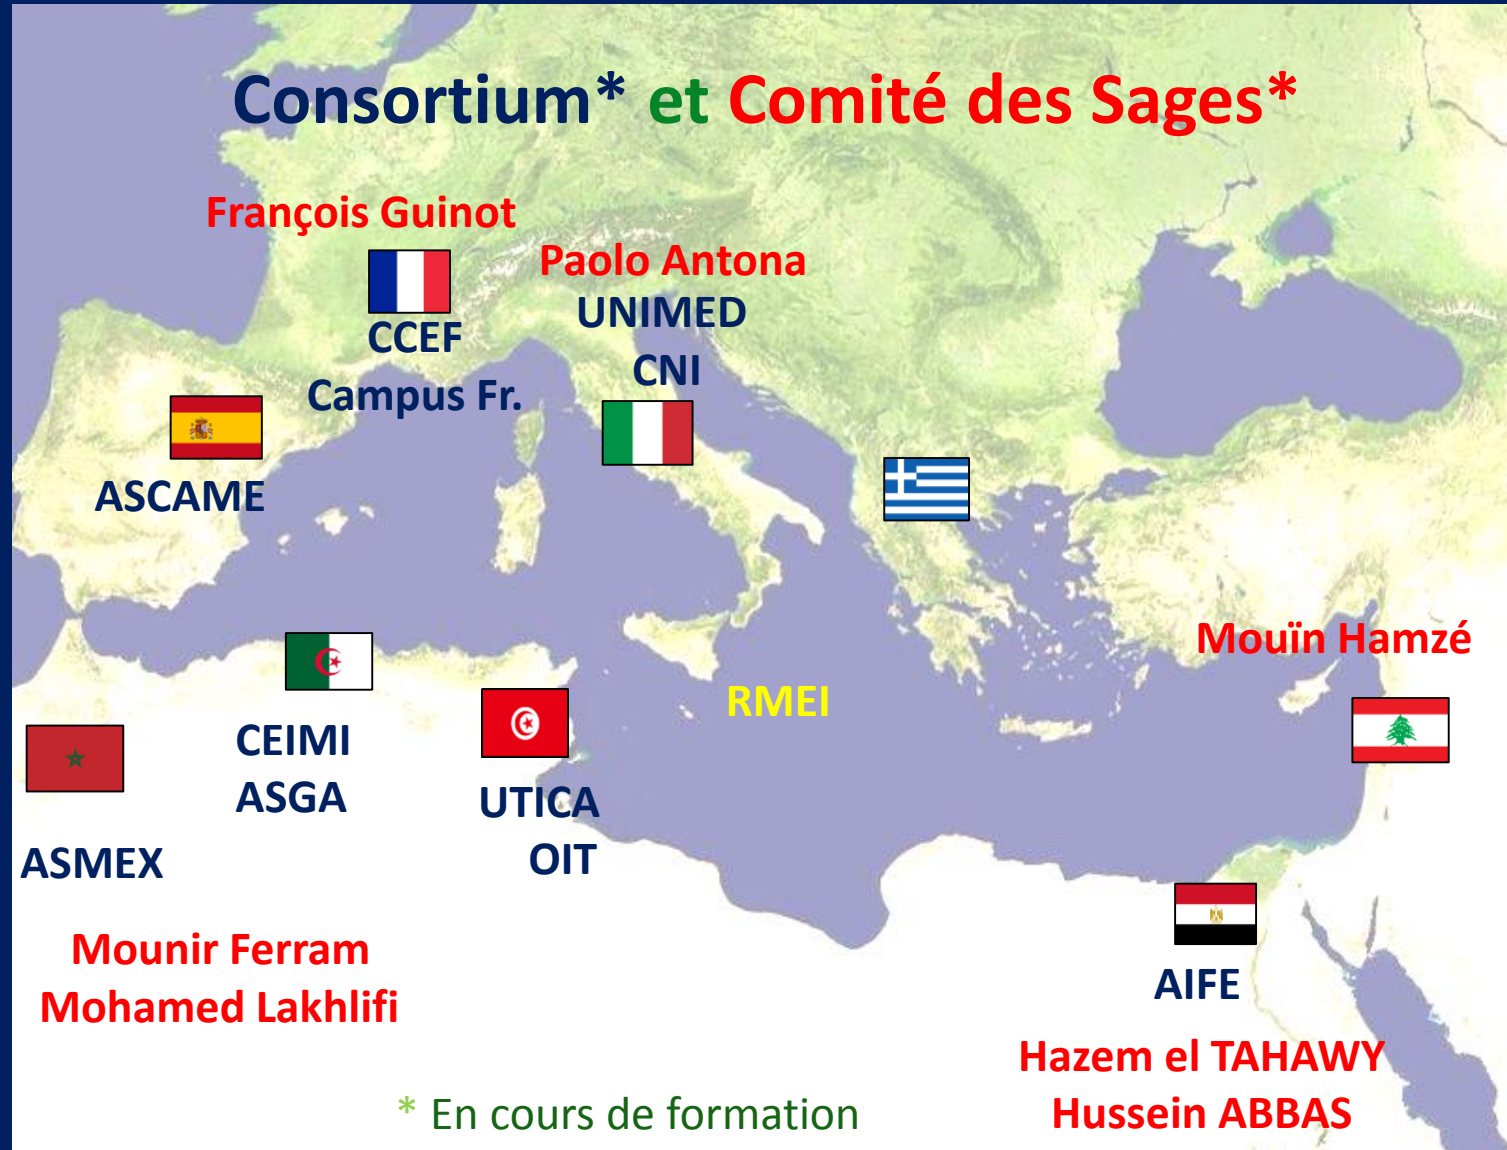 Consortium* et Comité des Sages*
François Guinot
CCEF
Campus Fr.
Paolo Antona
UNIMED
CNI
ASCAME
Mouïn Hamzé
RMEI
CEIMI
ASGA
UTICA
OIT
ASMEX
Mounir Ferram
Mohamed Lakhlifi
AIFE
Hazem el TAHAWY
Hussein ABBAS
* En cours de formation